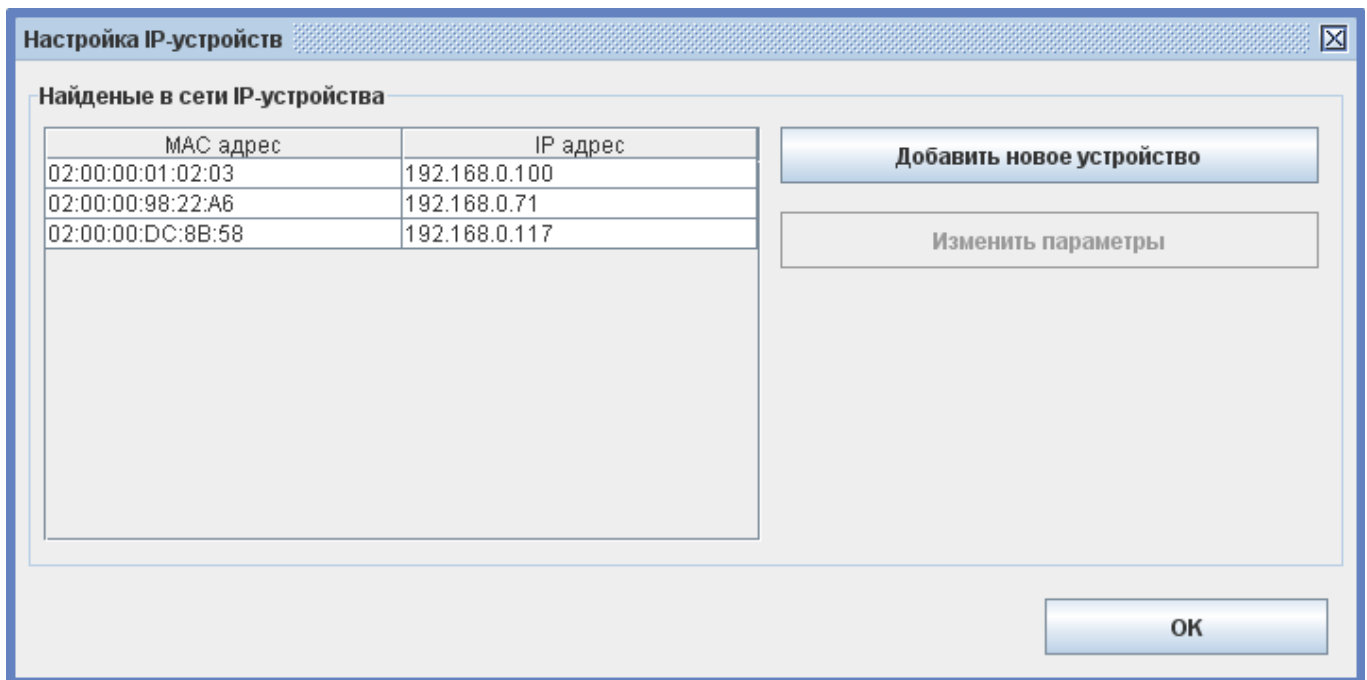 Настройка IP-устройств
Найденые в сети IP-устройства
MAC адрес IP адрес
02:00:00:01:02:03 192.168.0.100
02:00:00:98:22:A6 192.168.0.71
02:00:00:DC:8B:58 192.168.0.117
Добавить новое устройство
Изменить параметры
OK